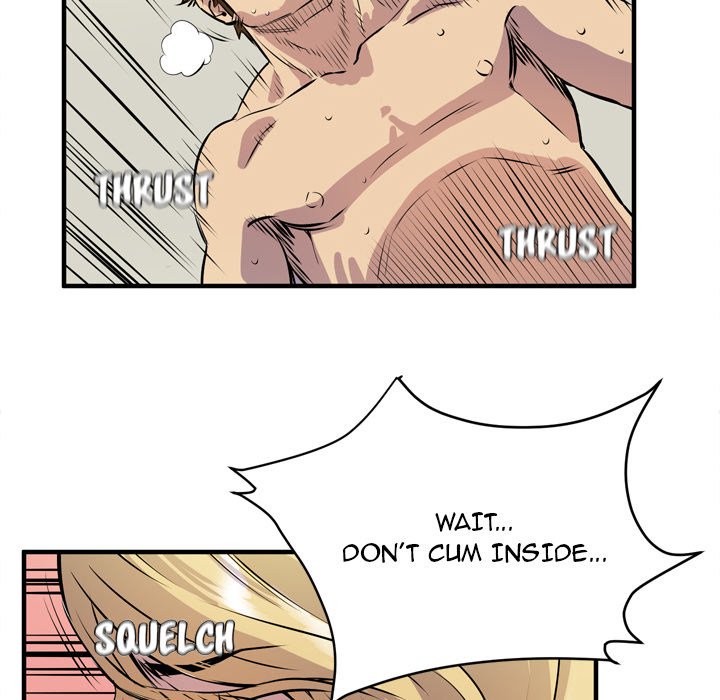 THRUST
THRUST
WAIT...
DON'T CUM INSIDE...
SQUELCH